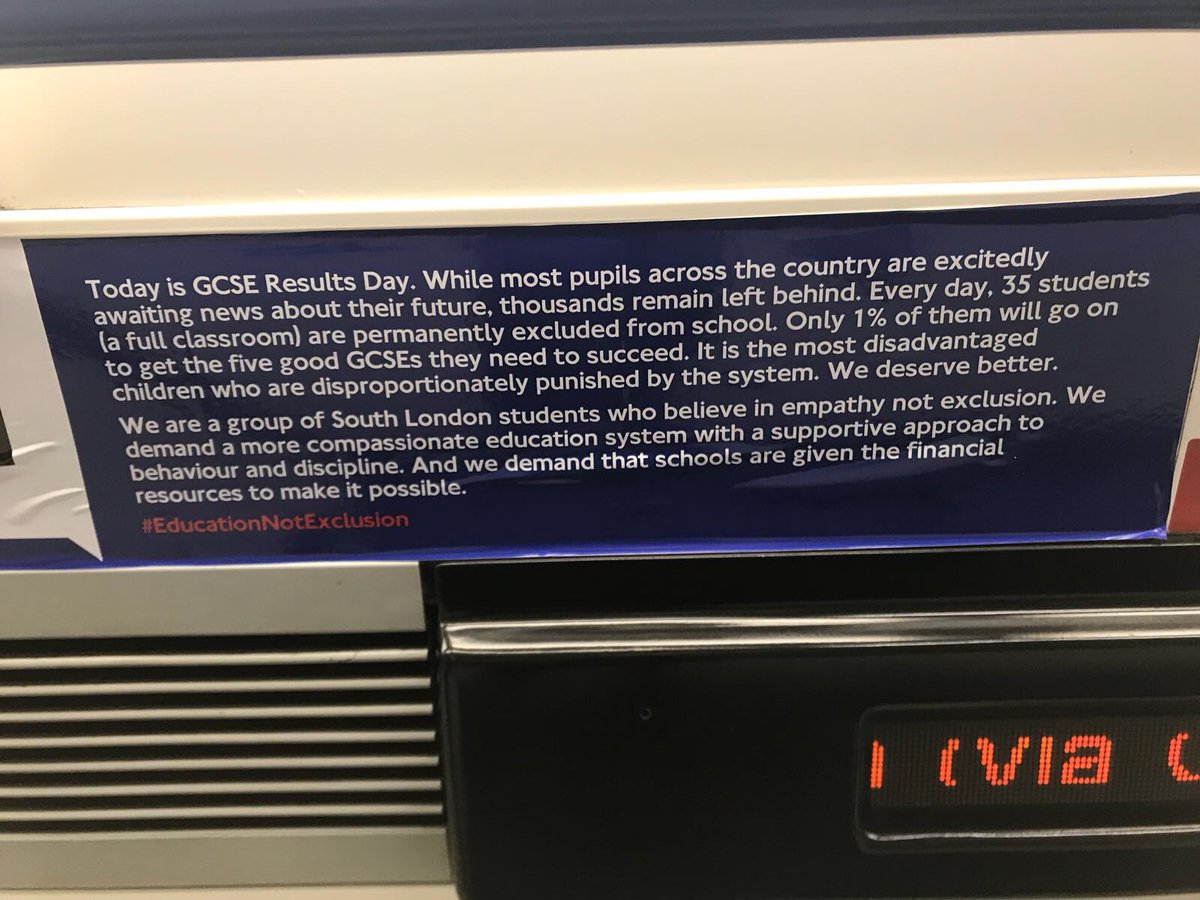 Today is GCSE Results Day. While most pupils across the country are excitedly
awaiting news about their future, thousands remain left behind. Every day, 35 students
(a full classroom) are permanently excluded from school. Only 1% of them will go on
to get the five good GCSEs they need to succeed. It is the most disadvantaged
children who are disproportionately punished by the system. We deserve better.
We are a group of South London students who believe in empathy not exclusion. We
demand a more compassionate education system with a supportive approach to
behaviour and discipline. And we demand that schools are given the financial
resources to make it possible.
#EducationNotExclusion
(via